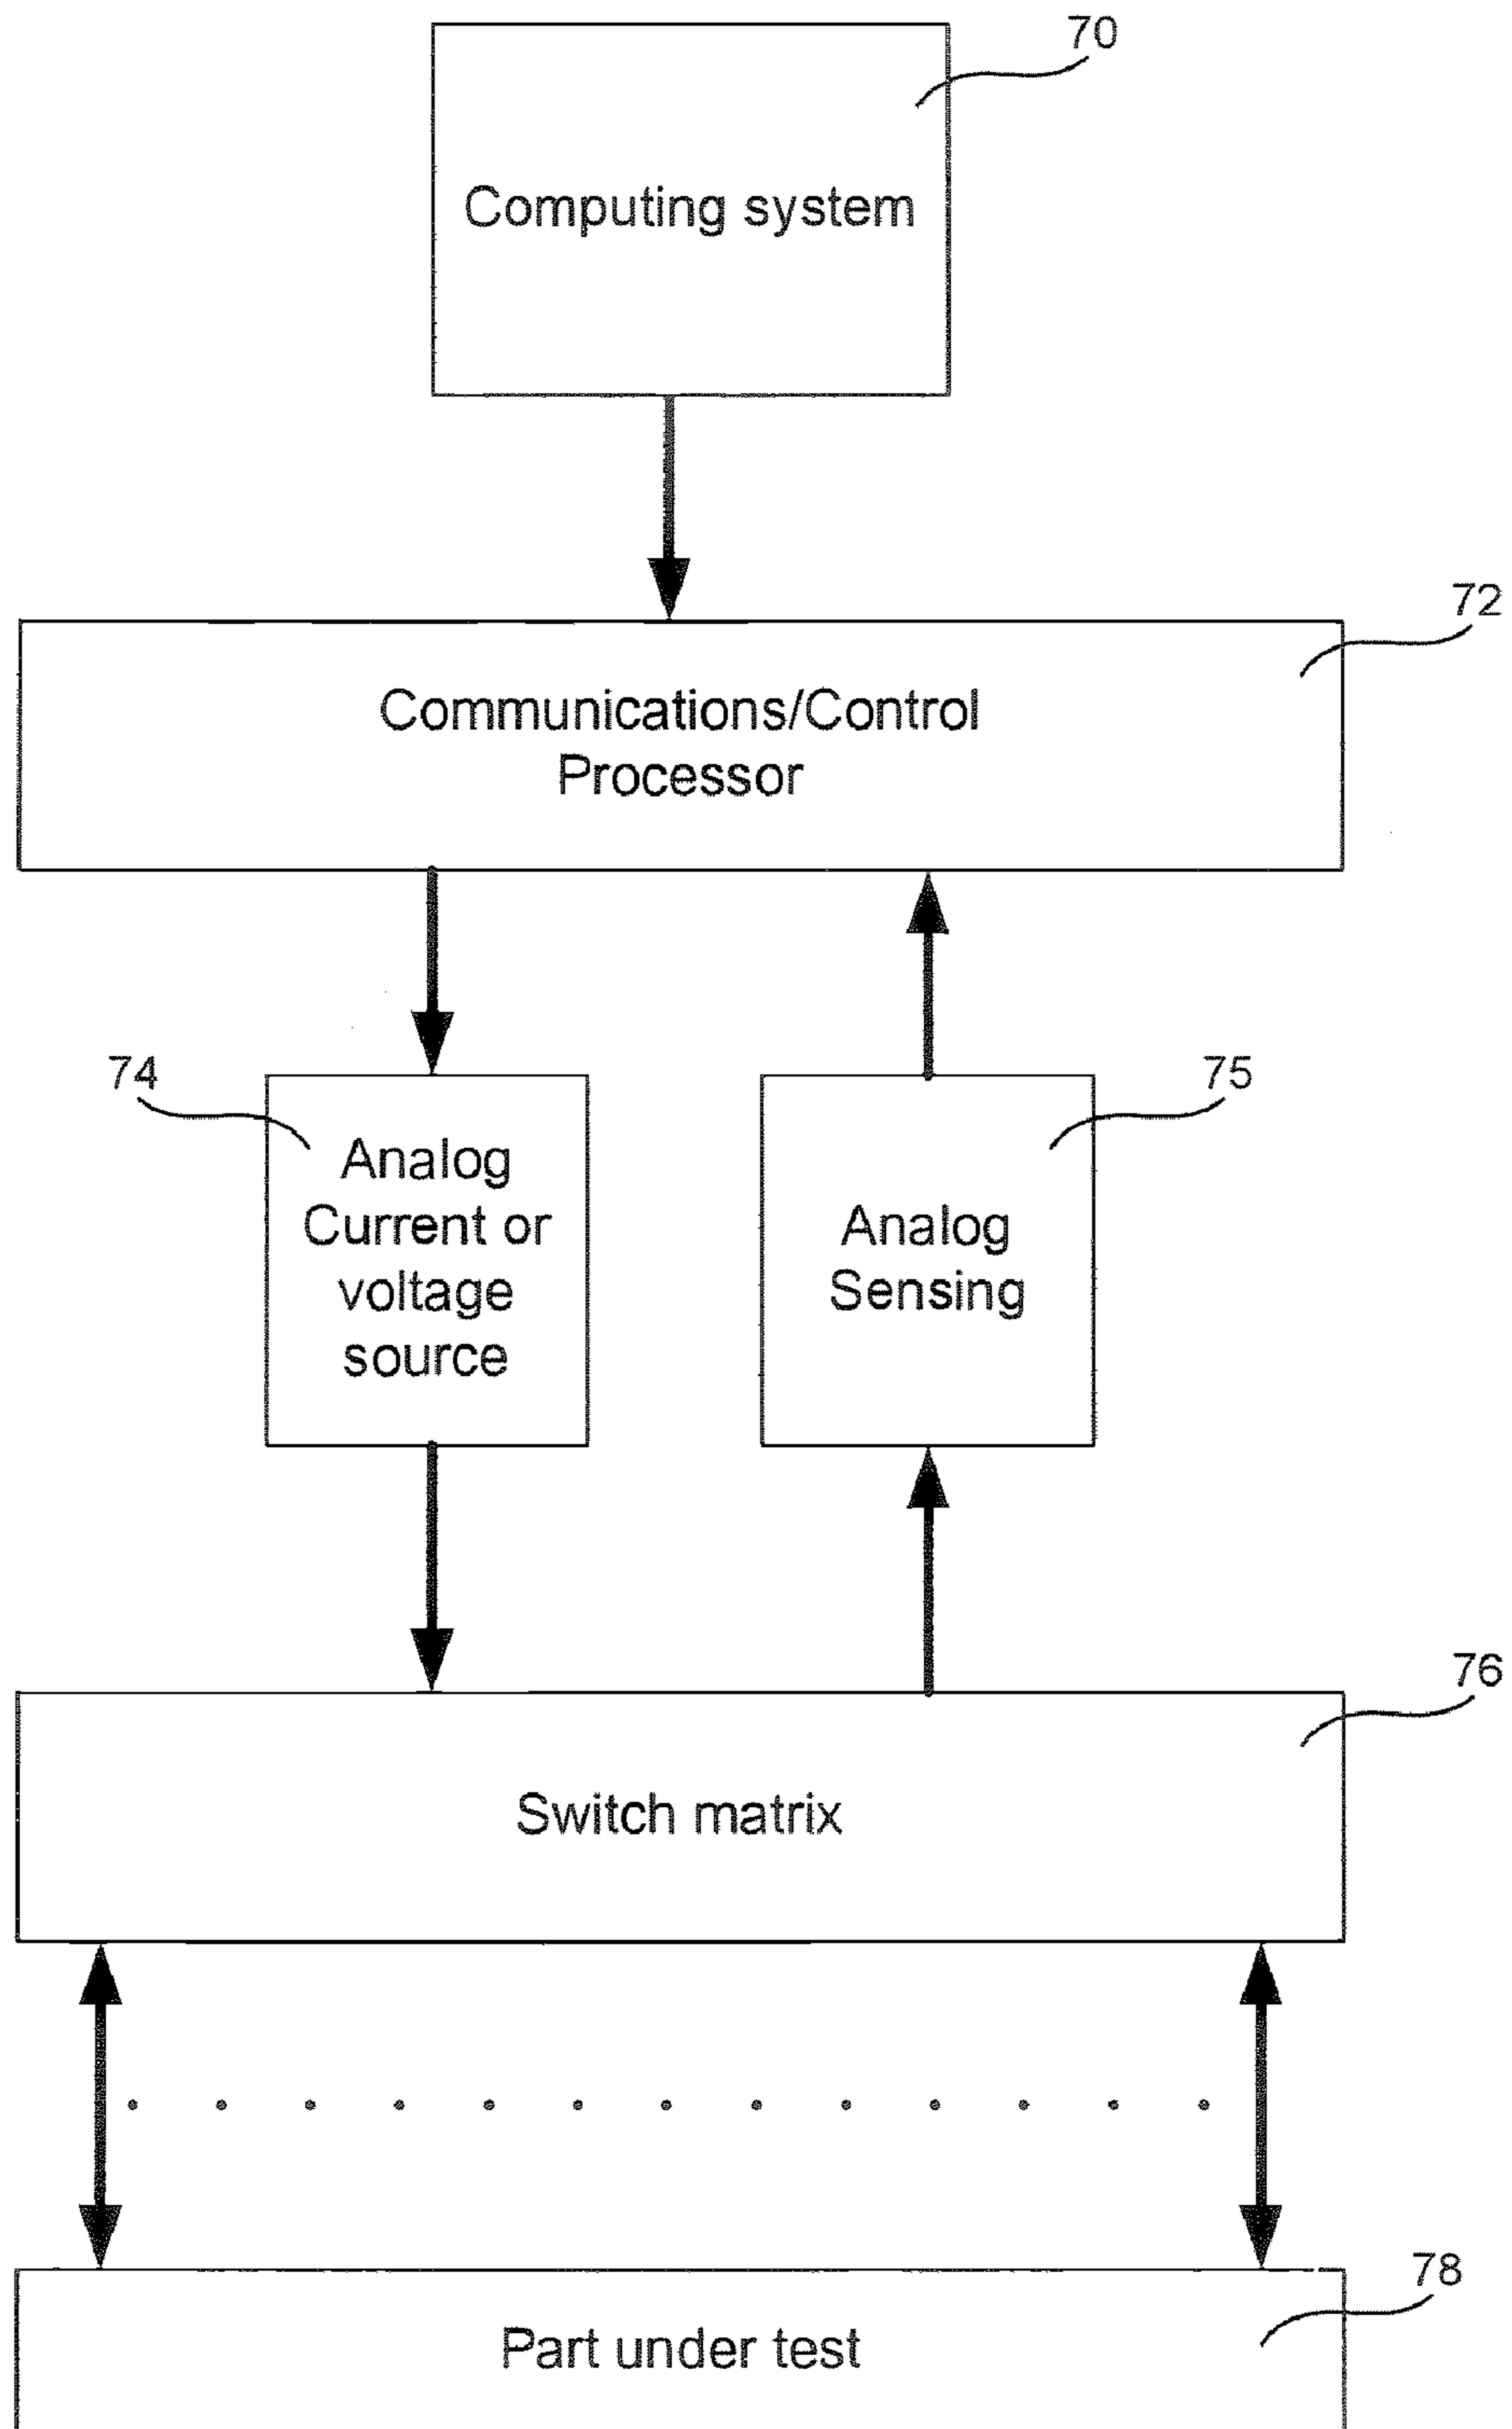 70
Computing system
72
Communications/Control
Processor
74
75
Analog
Current or
voltage
source
Analog
Sensing
76
Switch matrix
78
Part under test